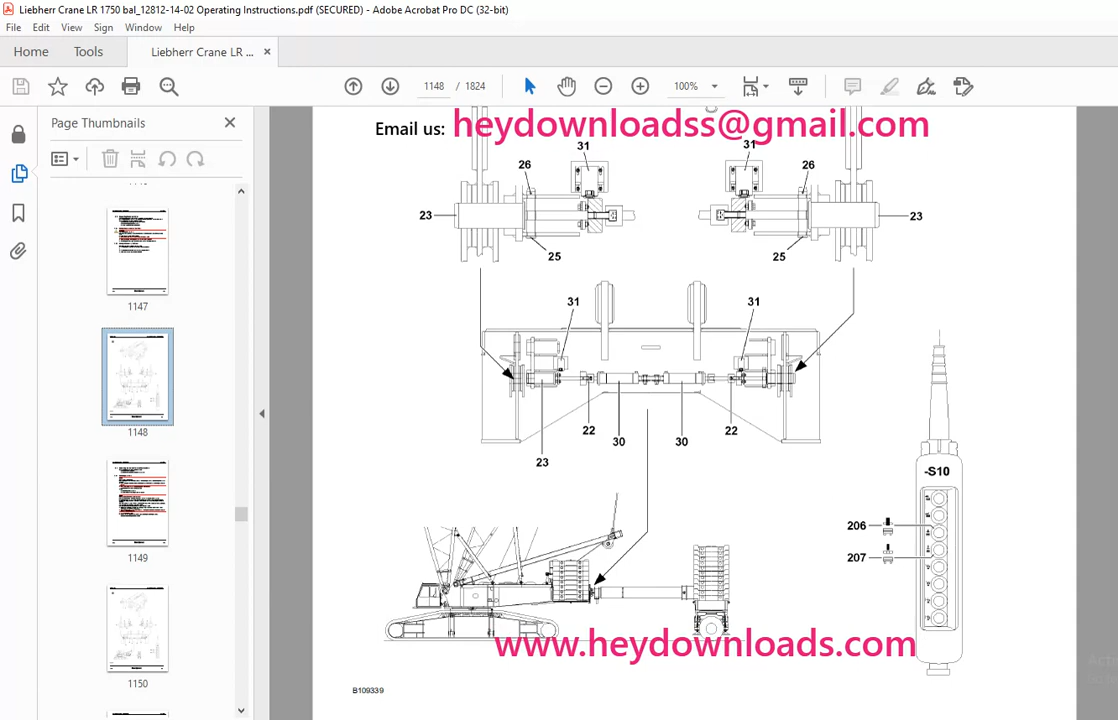 Liebherr Crane LR 1750 bal_12812-14-02 Operating Instructions.pdf (SECURED) - Adobe Acrobat Pro DC (32-bit)
File Edit View Sign Window Help
Home Tools Liebherr Crane LR ... ×
1148 / 1824 100%
Page Thumbnails
1147
1148
1149
1150
Email us: heydownloadss@gmail.com
31 31
26 26
23 23
25 25
31 31
22 30 30 22
23
-S10
206
207
www.heydownloads.com
B109339